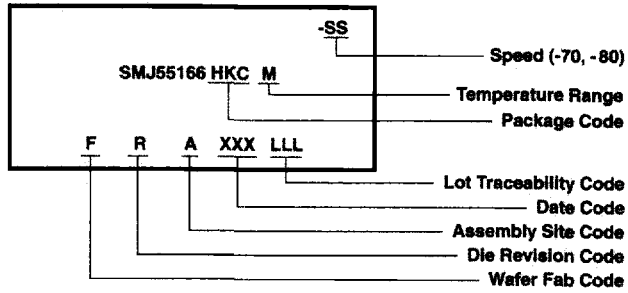 -SS
Speed (-70, -80)
SMJ55166 HKC M
Temperature Range
Package Code
F R A XXX LLL
Lot Traceability Code
Date Code
Assembly Site Code
Die Revision Code
Wafer Fab Code